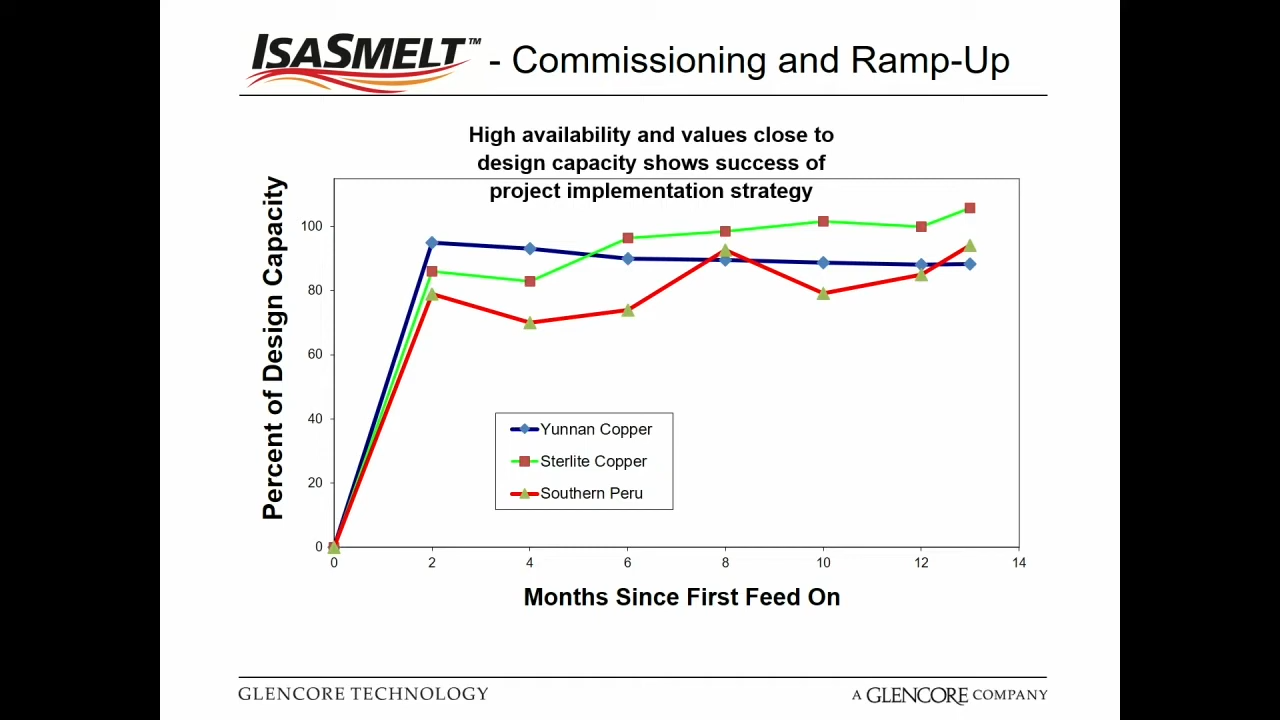 ISASMELT™ - Commissioning and Ramp-Up
High availability and values close to
design capacity shows success of
project implementation strategy
Percent of Design Capacity
100
80
60
40
20
0
Yunnan Copper
Sterlite Copper
Southern Peru
0 2 4 6 8 10 12 14
Months Since First Feed On
GLENCORE TECHNOLOGY
A GLENCORE COMPANY